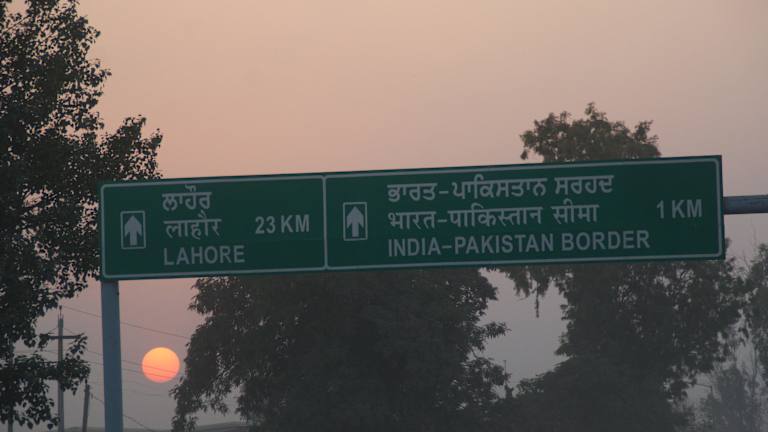 ਲਾਹੌਰ
लाहौर
LAHORE
23 KM
ਭਾਰਤ-ਪਾਕਿਸਤਾਨ ਸਰਹਦ
भारत-पाकिस्तान सीमा
INDIA-PAKISTAN BORDER
1 KM